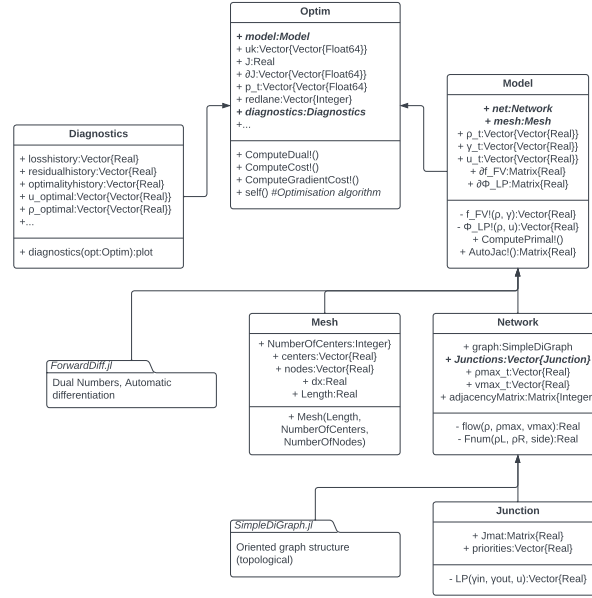 Optim
+ model:Model
+ uk:Vector{Vector{Float64}}
+ J:Real
+ ∂J:Vector{Vector{Float64}}
+ p_t:Vector{Vector{Float64}
+ redlane:Vector{Integer}
+ diagnostics:Diagnostics
+...
+ ComputeDual!()
+ ComputeCost!()
+ ComputeGradientCost!()
+ self() #Optimisation algorithm
Model
+ net:Network
+ mesh:Mesh
+ ρ_t:Vector{Vector{Real}}
+ γ_t:Vector{Vector{Real}}
+ u_t:Vector{Vector{Real}}
+ ∂f_FV:Matrix{Real}
+ ∂Φ_LP:Matrix{Real}
- f_FV!(ρ, γ):Vector{Real}
- Φ_LP!(ρ, u):Vector{Real}
+ ComputePrimal!()
+ AutoJac!():Matrix{Real}
Diagnostics
+ losshistory:Vector{Real}
+ residualhistory:Vector{Real}
+ optimalityhistory:Vector{Real}
+ u_optimal:Vector{Vector{Real}}
+ ρ_optimal:Vector{Vector{Real}}
+...
+ diagnostics(opt:Optim):plot
ForwardDiff.jl
Dual Numbers, Automatic
differentiation
Mesh
+ NumberOfCenters:Integer}
+ centers:Vector{Real}
+ nodes:Vector{Real}
+ dx:Real
+ Length:Real
+ Mesh(Length,
NumberOfCenters,
NumberOfNodes)
Network
+ graph:SimpleDiGraph
+ Junctions:Vector{Junction}
+ ρmax_t:Vector{Real}
+ vmax_t:Vector{Real}
+ adjacencyMatrix:Matrix{Integer
- flow(ρ, ρmax, vmax):Real
- Fnum(ρL, ρR, side):Real
SimpleDiGraph.jl
Oriented graph structure
(topological)
Junction
+ Jmat:Matrix{Real}
+ priorities:Vector{Real}
- LP(γin, γout, u):Vector{Real}